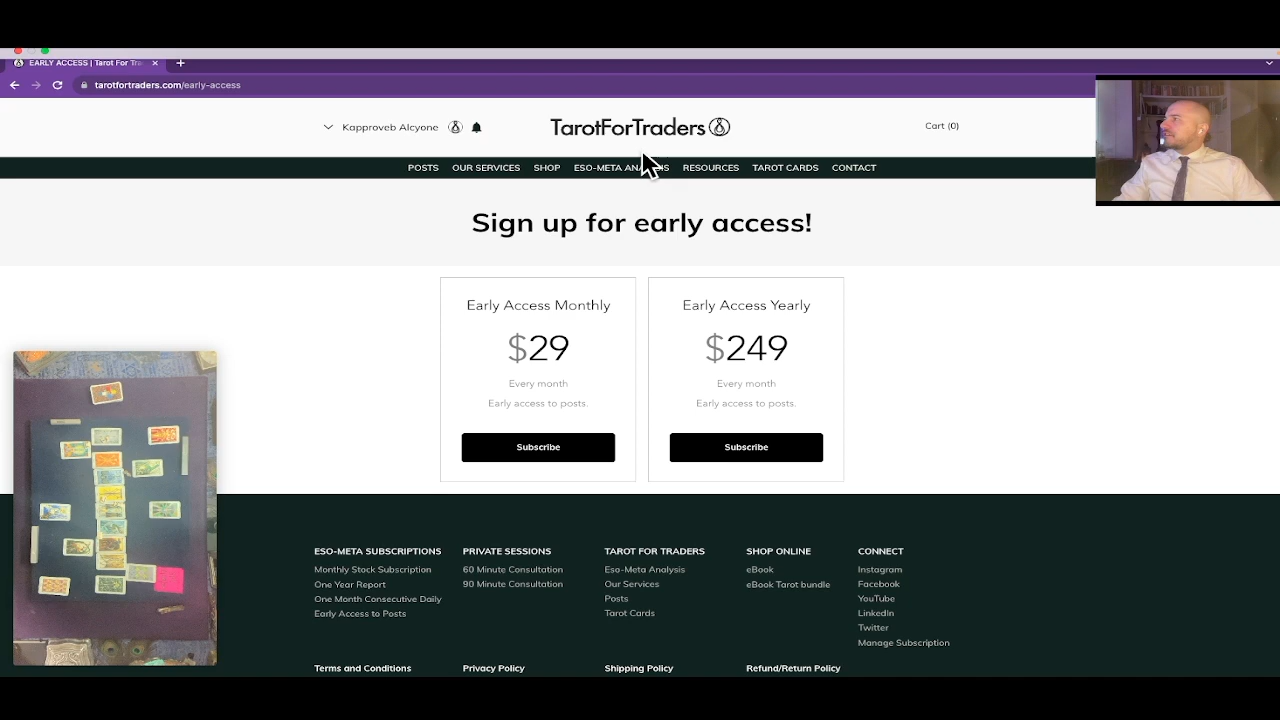 EARLY ACCESS | Tarot For Trader
tarotfortraders.com/early-access
Kapproveb Alcyone
TarotForTraders
Cart (0)
POSTS OUR SERVICES SHOP ESO-META ANALYSIS RESOURCES TAROT CARDS CONTACT
Sign up for early access!
Early Access Monthly
$29
Every month
Early access to posts.
Subscribe
Early Access Yearly
$249
Every month
Early access to posts.
Subscribe
ESO-META SUBSCRIPTIONS
Monthly Stock Subscription
One Year Report
One Month Consecutive Daily
Early Access to Posts
PRIVATE SESSIONS
60 Minute Consultation
90 Minute Consultation
TAROT FOR TRADERS
Eso-Meta Analysis
Our Services
Posts
Tarot Cards
SHOP ONLINE
eBook
eBook Tarot bundle
CONNECT
Instagram
Facebook
YouTube
LinkedIn
Twitter
Manage Subscription
Terms and Conditions
Privacy Policy
Shipping Policy
Refund/Return Policy